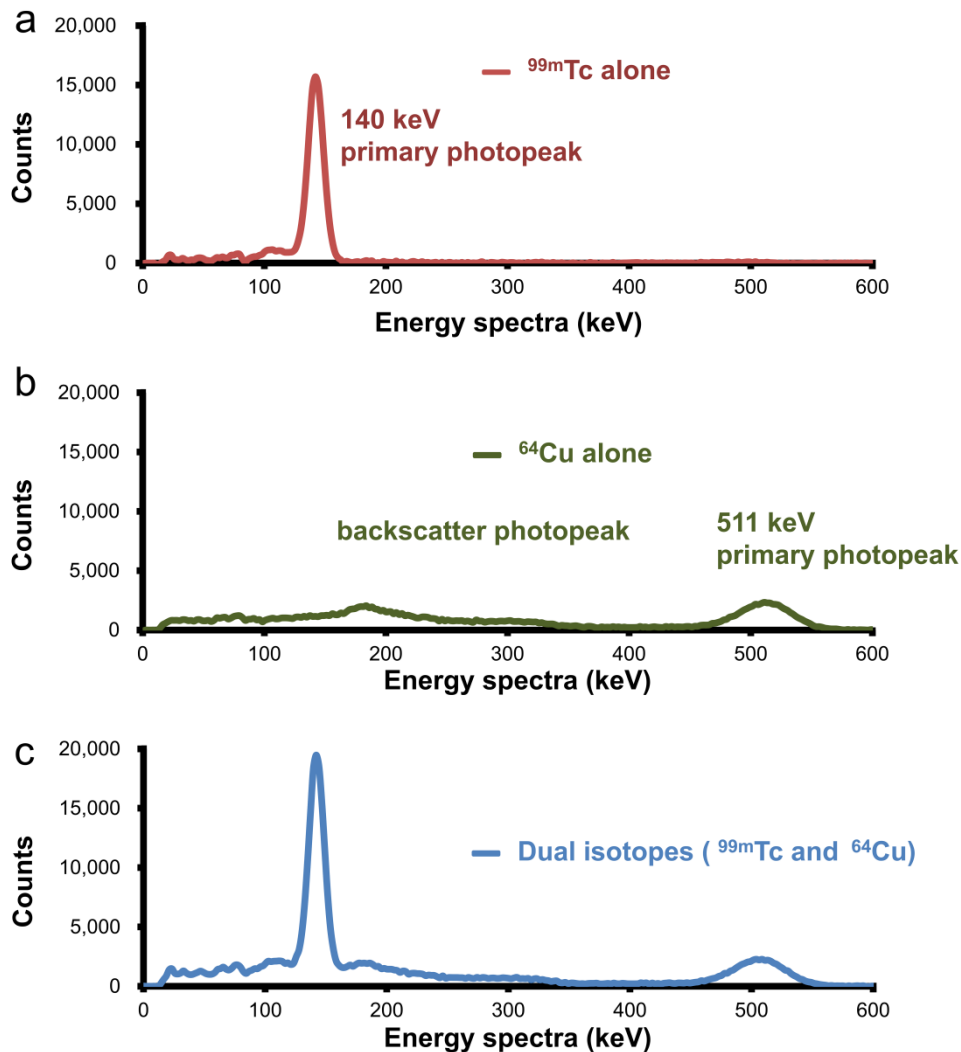 a
20,000
15,000
10,000
5,000
0
Counts
99mTc alone
140 keV
primary photopeak
0 100 200 300 400 500 600
Energy spectra (keV)
b
20,000
15,000
10,000
5,000
0
Counts
64Cu alone
backscatter photopeak
511 keV
primary photopeak
0 100 200 300 400 500 600
Energy spectra (keV)
c
20,000
15,000
10,000
5,000
0
Counts
Dual isotopes ( 99mTc and 64Cu)
0 100 200 300 400 500 600
Energy spectra (keV)